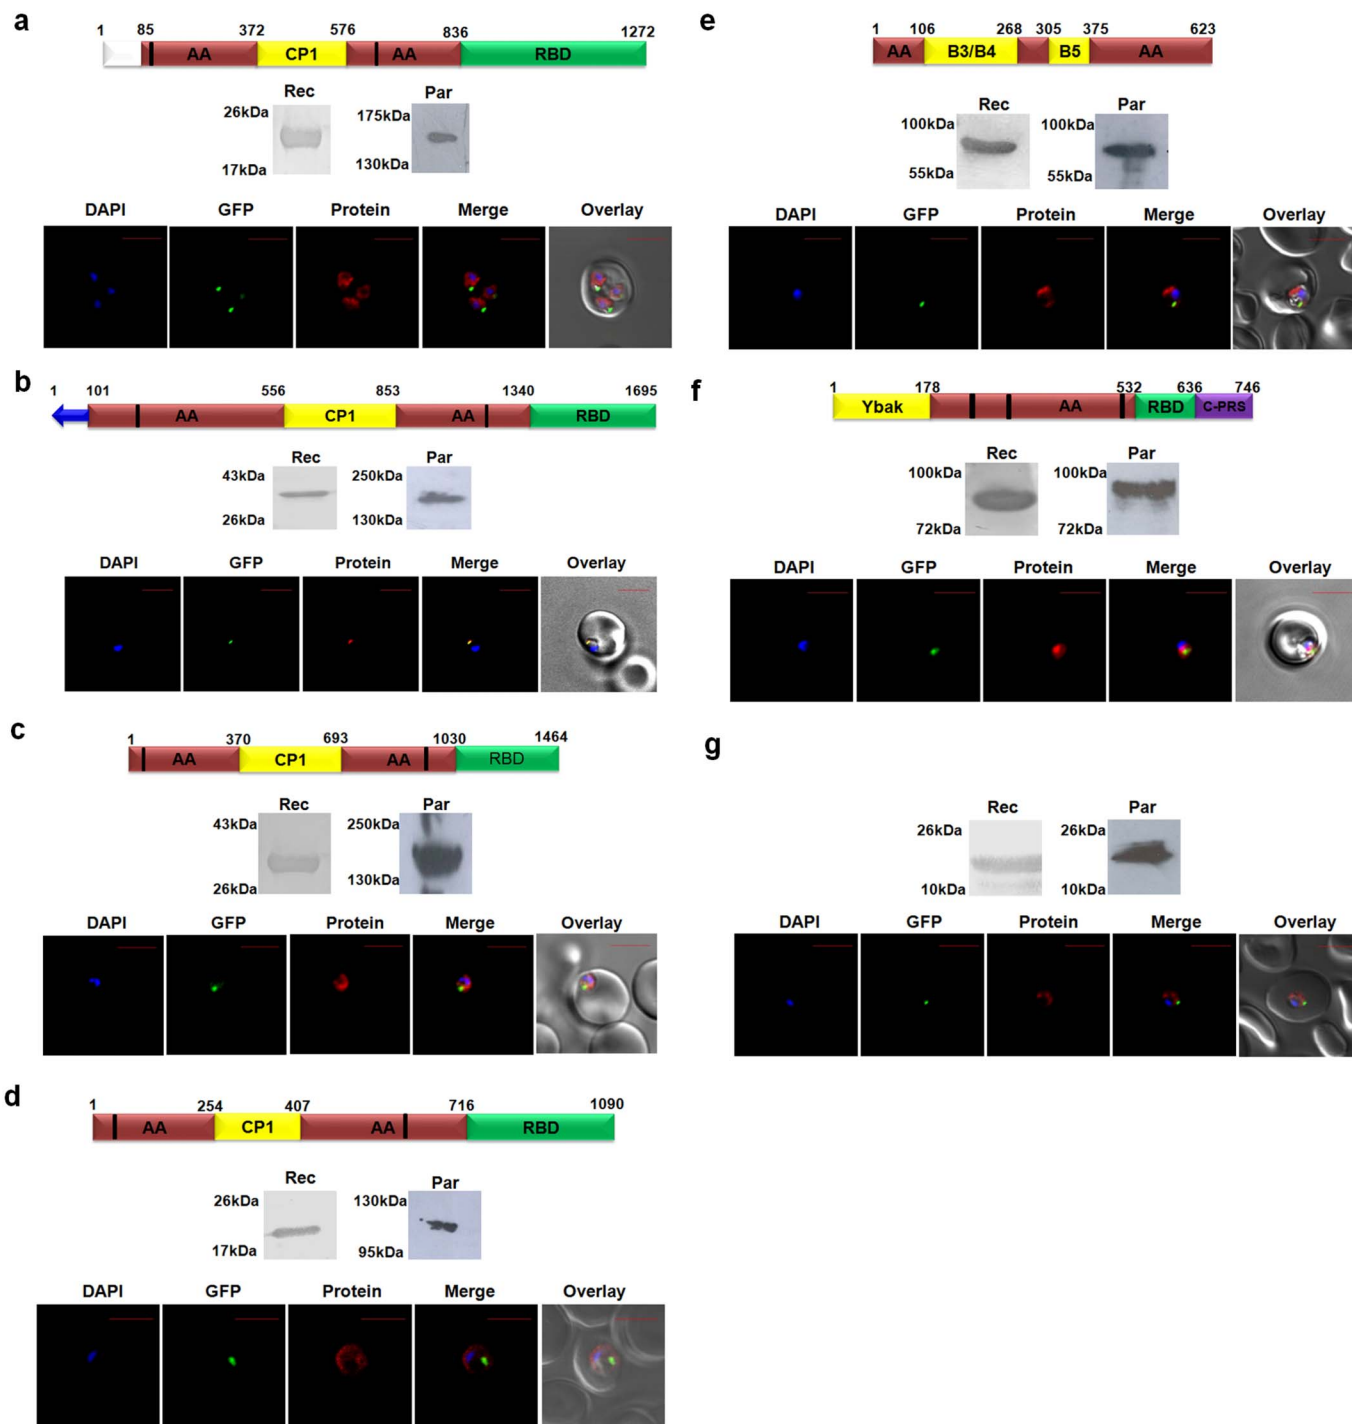 a
1 85 372 576 836 1272
AA CP1 AA RBD
Rec Par
26kDa 175kDa
17kDa 130kDa
DAPI GFP Protein Merge Overlay
b
1 101 556 853 1340 1695
AA CP1 AA RBD
Rec Par
43kDa 250kDa
26kDa 130kDa
DAPI GFP Protein Merge Overlay
c
1 370 693 1030 1464
AA CP1 AA RBD
Rec Par
43kDa 250kDa
26kDa 130kDa
DAPI GFP Protein Merge Overlay
d
1 254 407 716 1090
AA CP1 AA RBD
Rec Par
26kDa 130kDa
17kDa 95kDa
DAPI GFP Protein Merge Overlay
e
1 106 268 305 375 623
AA B3/B4 B5 AA
Rec Par
100kDa 100kDa
55kDa 55kDa
DAPI GFP Protein Merge Overlay
f
1 178 532 636 746
Ybak AA RBD C-PRS
Rec Par
100kDa 100kDa
72kDa 72kDa
DAPI GFP Protein Merge Overlay
g
Rec Par
26kDa 26kDa
10kDa 10kDa
DAPI GFP Protein Merge Overlay